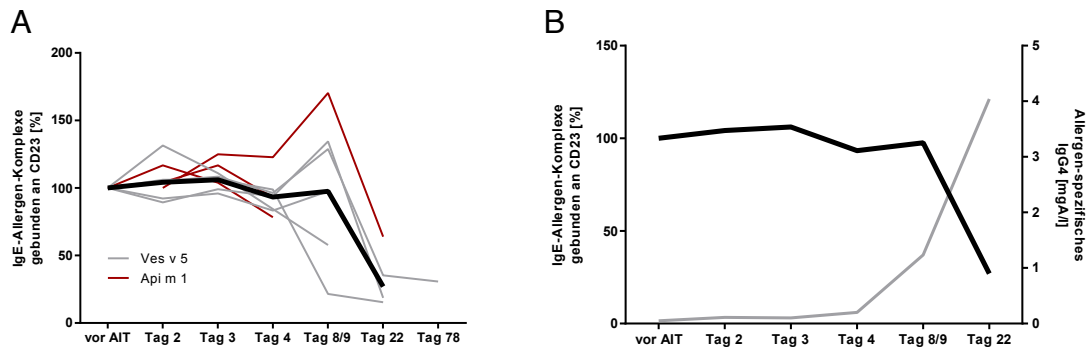 A
IgE-Allergen-Komplexe
gebunden an CD23 [%]
200
150
100
50
0
Ves v 5
Api m 1
vor AIT Tag 2 Tag 3 Tag 4 Tag 8/9 Tag 22 Tag 78
B
IgE-Allergen-Komplexe
gebunden an CD23 [%]
150
100
50
0
5
4
3
2
1
0
Allergen-spezifisches
IgG4 [mgA/l]
vor AIT Tag 2 Tag 3 Tag 4 Tag 8/9 Tag 22